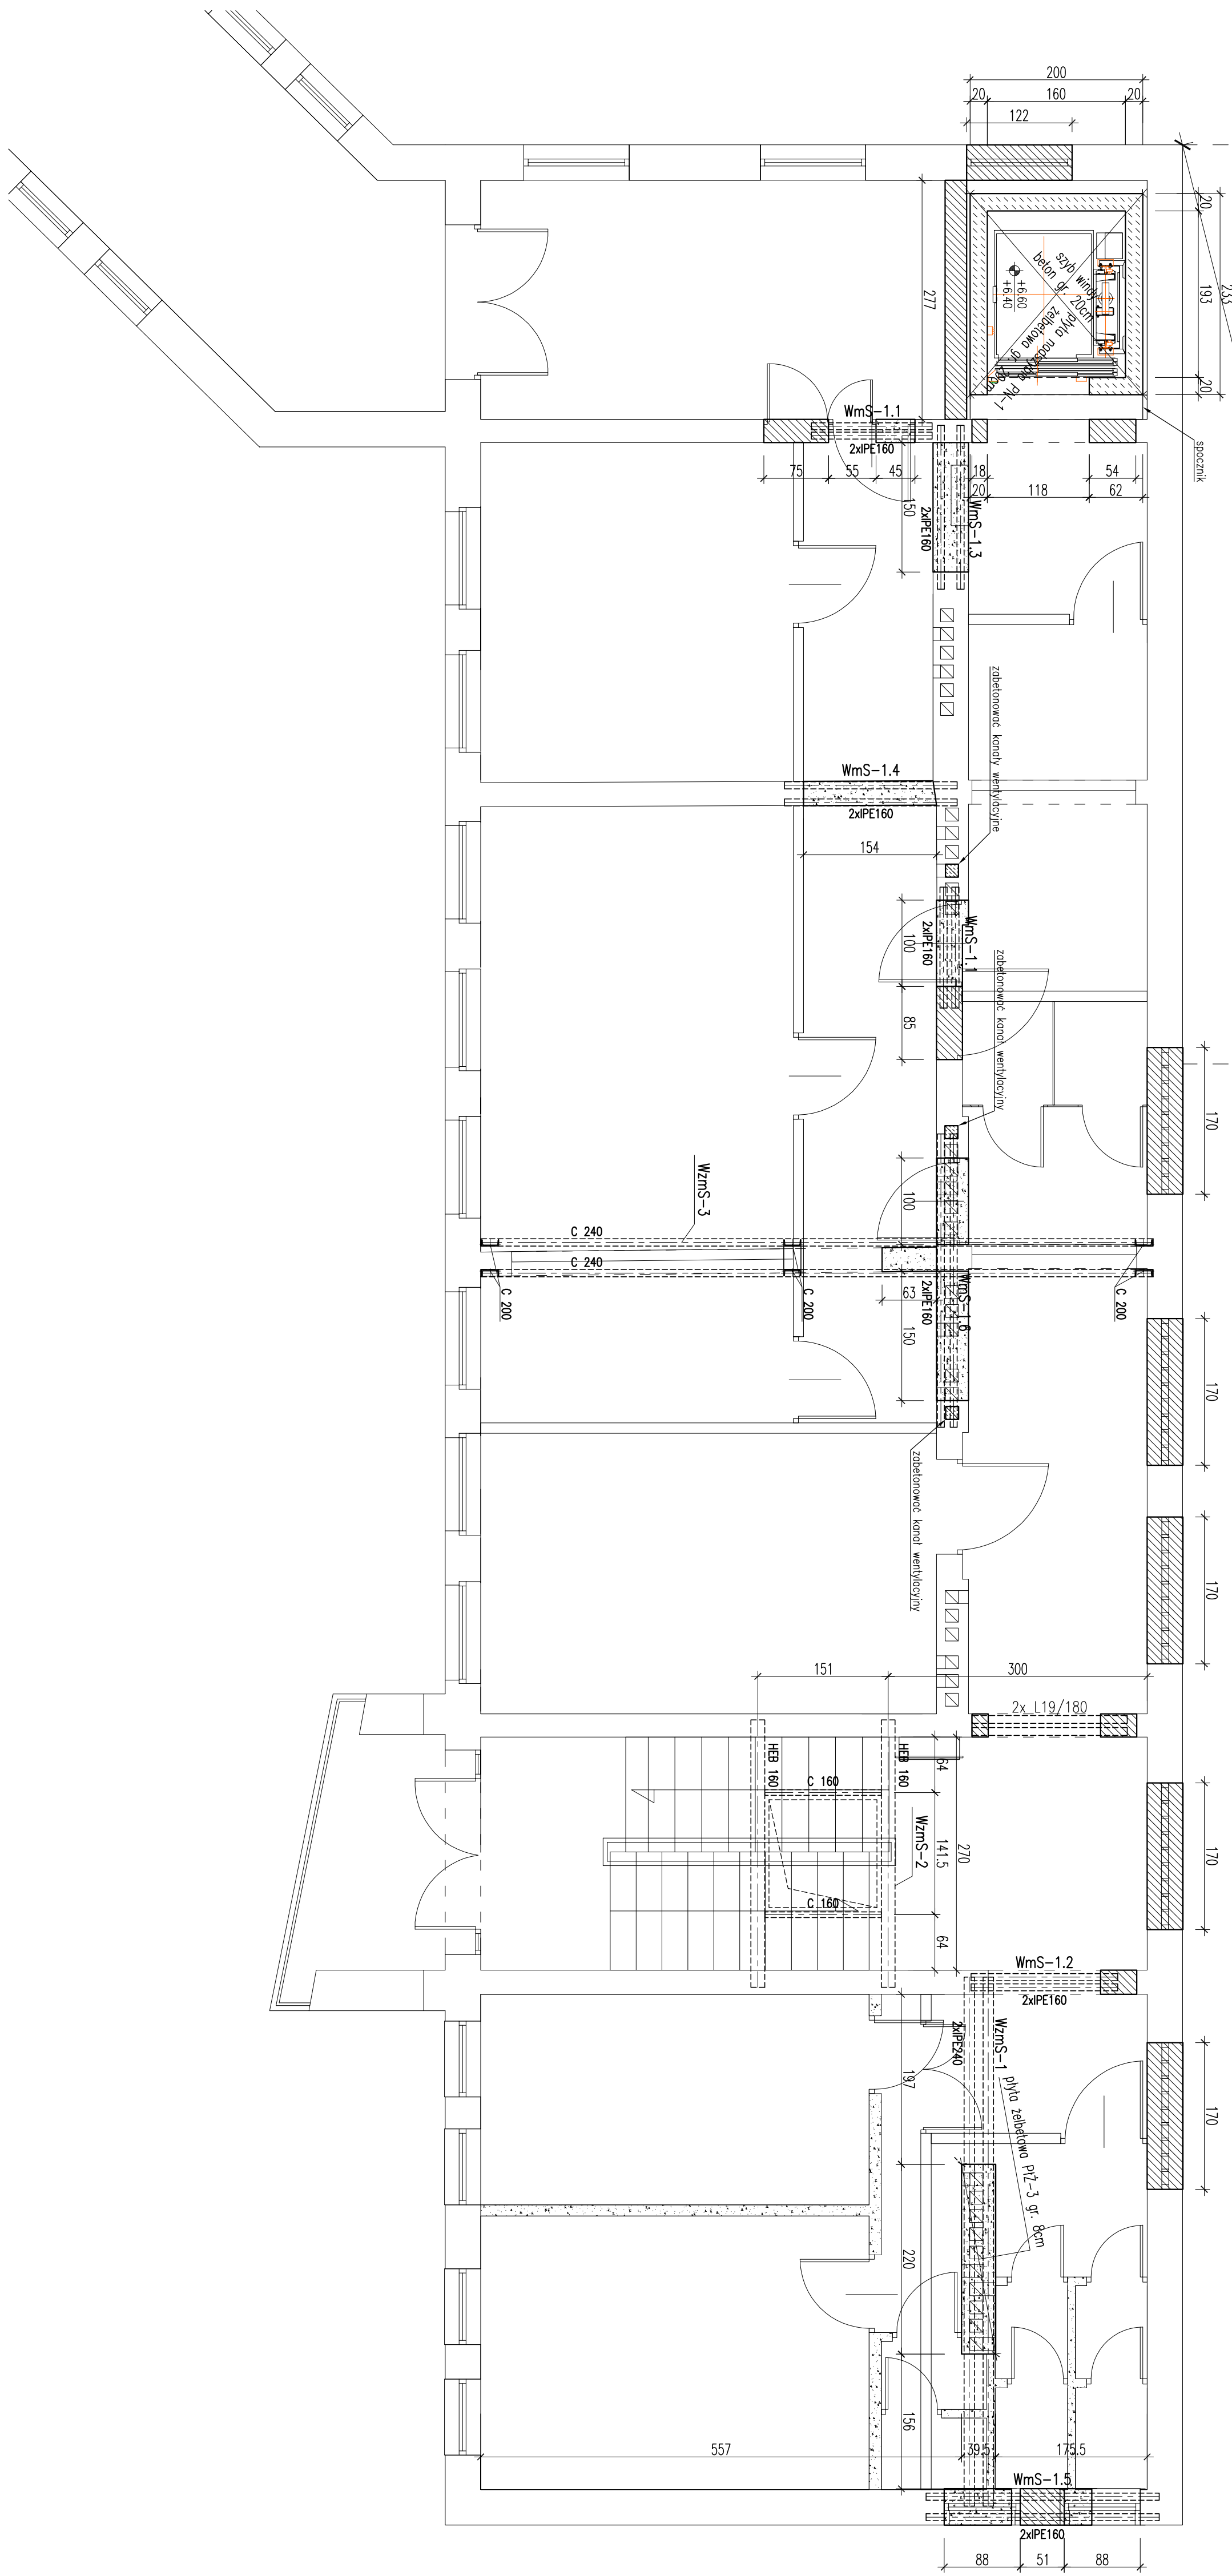 200
20
160
20
122
233
20
193
20
szyb windy
beton gr. 20cm
płyta nadszybia PN-1
żelbetowa gr. 20cm
+6.60
+6.40
277
spocznik
WmS-1.1
2xIPE160
75
55
45
18
54
20
118
62
150
2xIPE160
WmS-1.3
zabetonować kanały wentylacyjne
WmS-1.4
2xIPE160
154
WmS-1.1
2xIPE160
100
85
zabetonować kanał wentylacyjny
170
100
WzmS-3
C 240
C 240
C 200
C 200
C 200
63
2xIPE160
WmS-1.6
150
170
zabetonować kanał wentylacyjny
170
151
300
2x L19/180
HEB 160
HEB 160
64
C 160
WzmS-2
141.5
270
170
C 160
64
WmS-1.2
2xIPE160
2xIPE240
WzmS-1
płyta żelbetowa PłŻ-3 gr. 8cm
197
170
220
156
557
39.5
175.5
WmS-1.5
2xIPE160
88
51
88